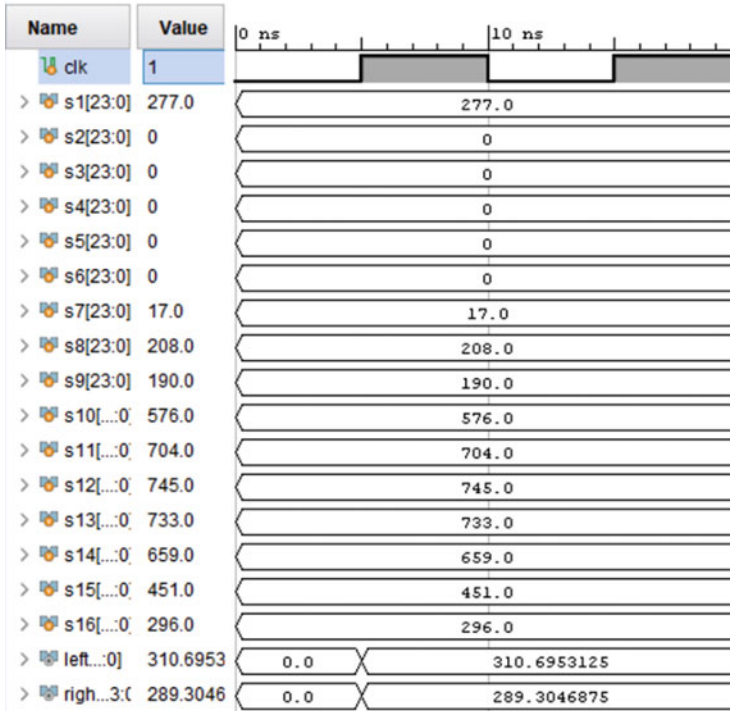 Name Value 0 ns 10 ns
clk 1
s1[23:0] 277.0 277.0
s2[23:0] 0 0
s3[23:0] 0 0
s4[23:0] 0 0
s5[23:0] 0 0
s6[23:0] 0 0
s7[23:0] 17.0 17.0
s8[23:0] 208.0 208.0
s9[23:0] 190.0 190.0
s10[...:0] 576.0 576.0
s11[...:0] 704.0 704.0
s12[...:0] 745.0 745.0
s13[...:0] 733.0 733.0
s14[...:0] 659.0 659.0
s15[...:0] 451.0 451.0
s16[...:0] 296.0 296.0
left...:0] 310.6953 0.0 310.6953125
righ...3:( 289.3046 0.0 289.3046875